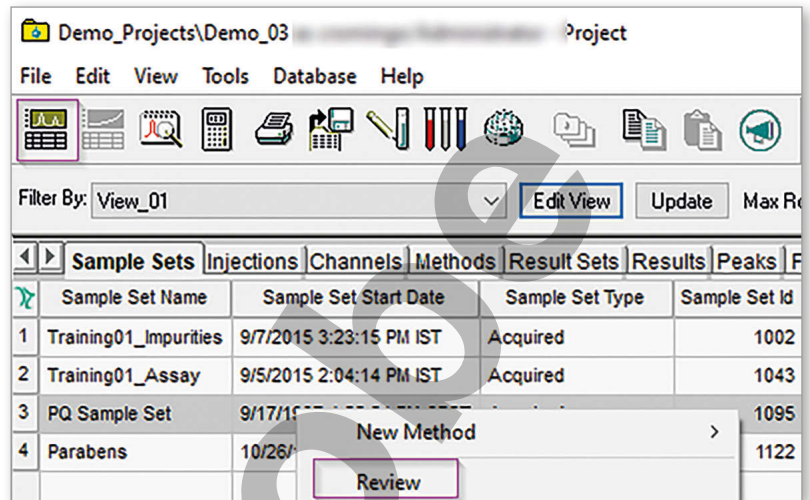 Demo_Projects\Demo_03 Project
File Edit View Tools Database Help
Filter By: View_01 Edit View Update Max
Sample Sets Injections Channels Methods Result Sets Results Peaks
Sample Set Name Sample Set Start Date Sample Set Type Sample Set Id
1 Training01_Impurities 9/7/2015 3:23:15 PM IST Acquired 1002
2 Training01_Assay 9/5/2015 2:04:14 PM IST Acquired 1043
3 PQ Sample Set 1095
4 Parabens 10/26/ 1122
New Method >
Review